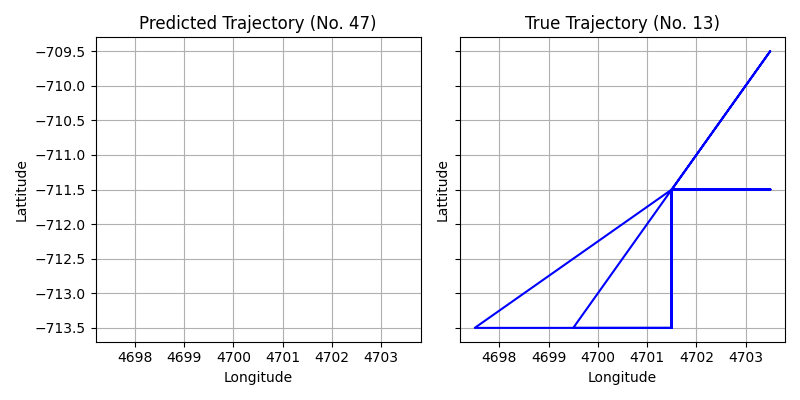 Predicted Trajectory (No. 47)
Lattitude
−709.5
−710.0
−710.5
−711.0
−711.5
−712.0
−712.5
−713.0
−713.5
4698 4699 4700 4701 4702 4703
Longitude
True Trajectory (No. 13)
Lattitude
4698 4699 4700 4701 4702 4703
Longitude